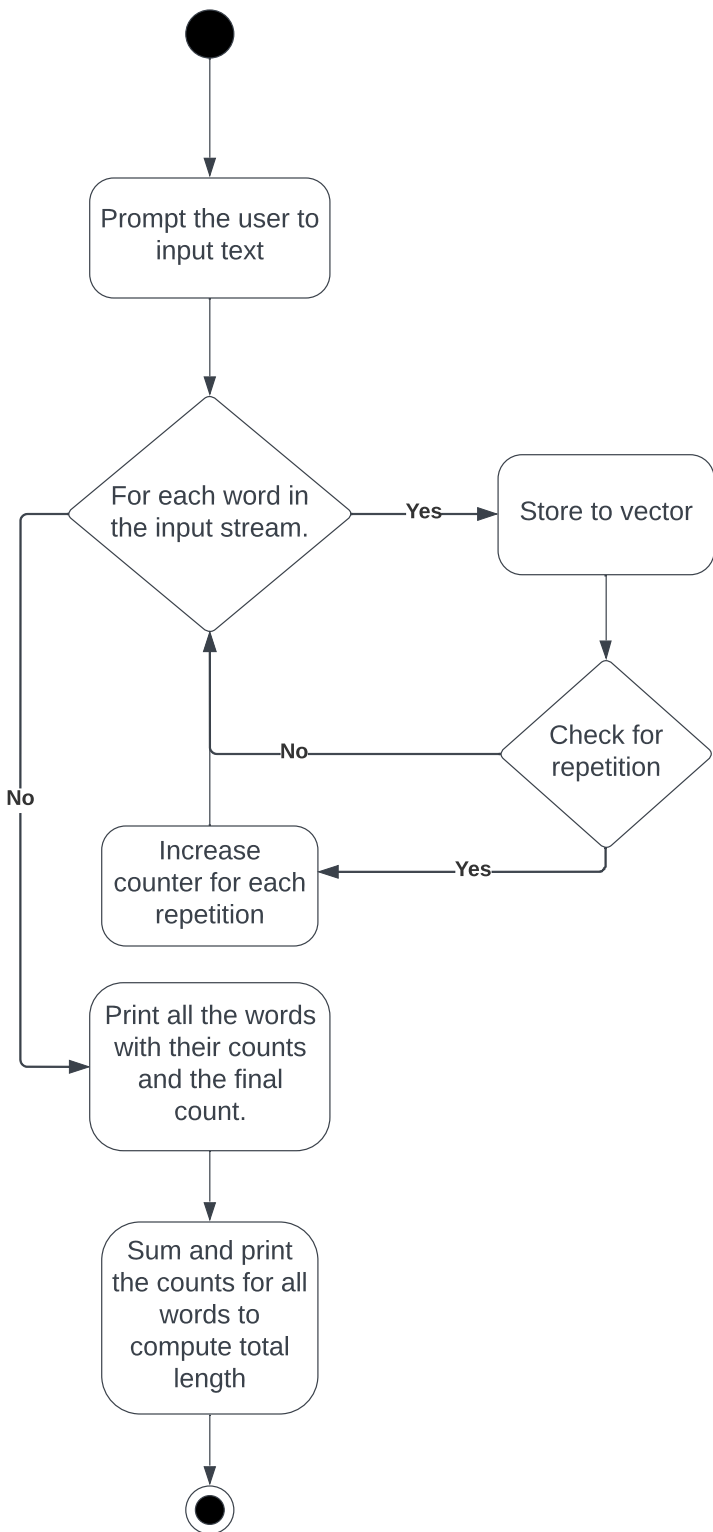 Prompt the user to
input text
For each word in
the input stream.
Yes
Store to vector
Check for
repetition
No
No
Increase
counter for each
repetition
Yes
Print all the words
with their counts
and the final
count.
Sum and print
the counts for all
words to
compute total
length